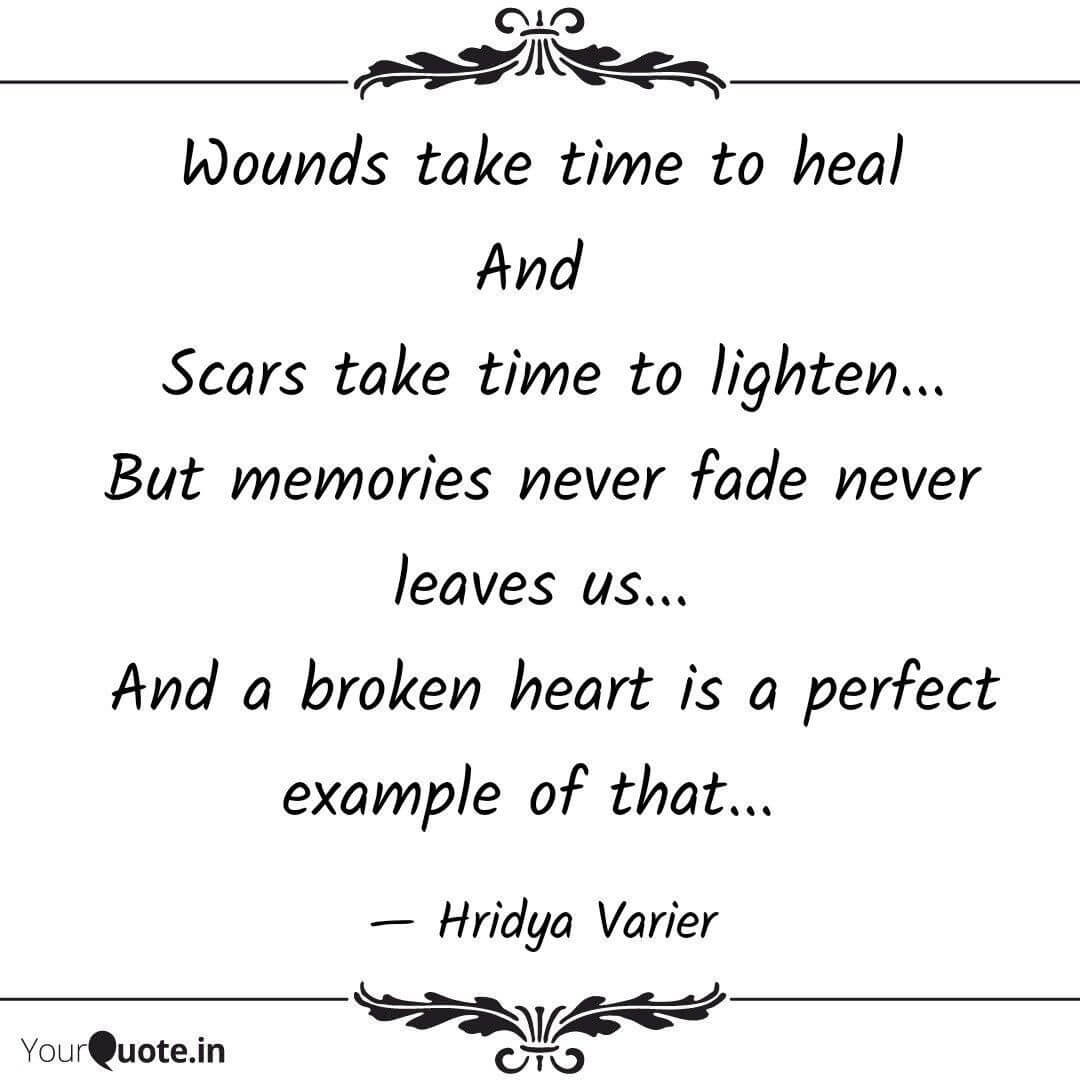 Wounds take time to heal
And
Scars take time to lighten...
But memories never fade never
leaves us...
And a broken heart is a perfect
example of that...
— Hridya Varier
YourQuote.in